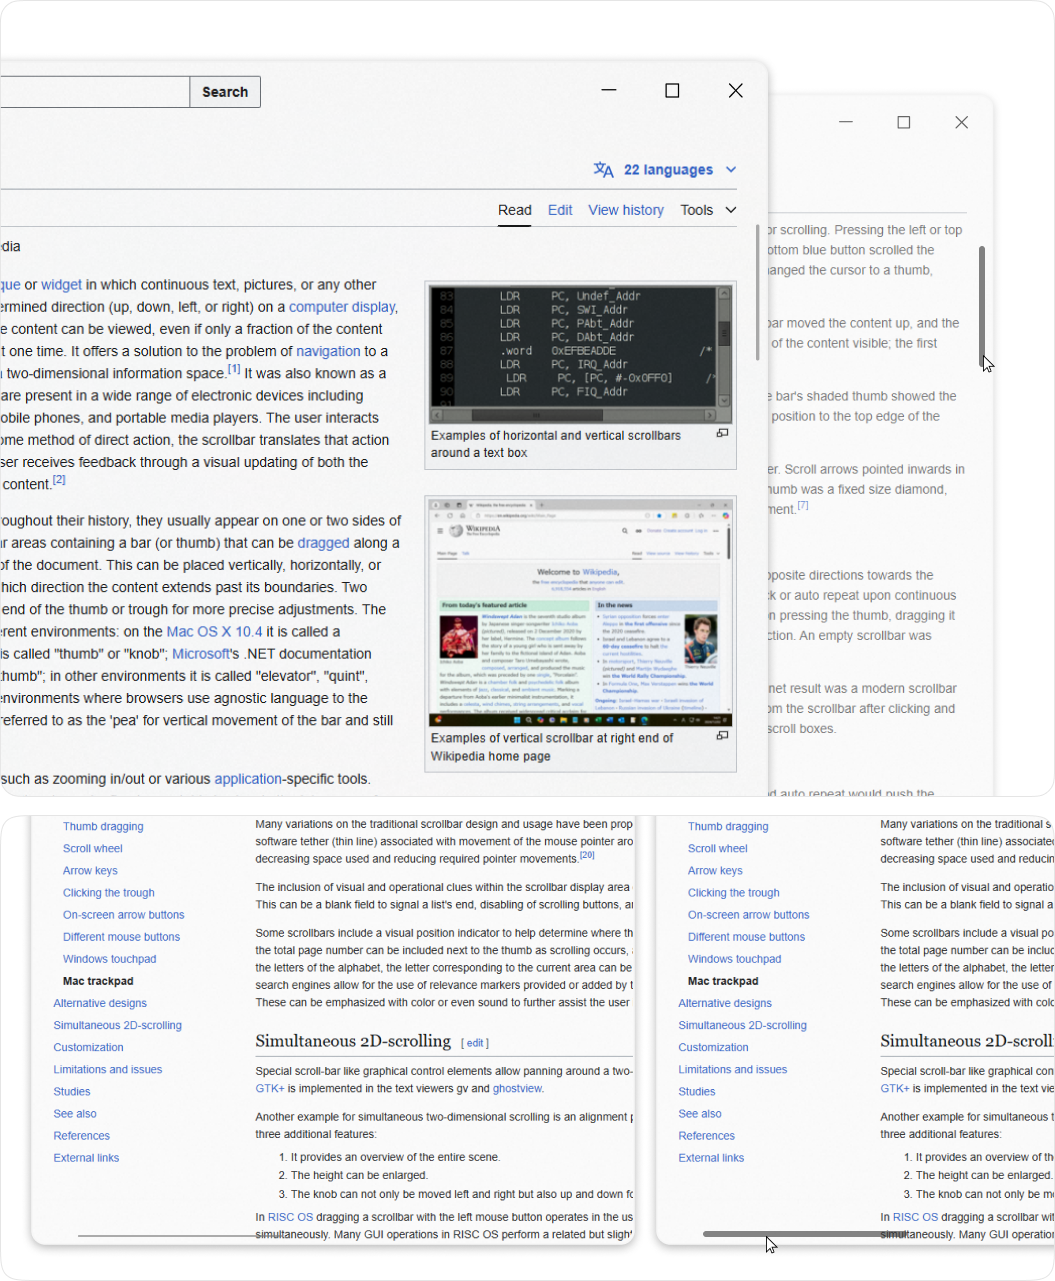 Search
22 languages
Read Edit View history Tools
dia
que or widget in which continuous text, pictures, or any other
ermined direction (up, down, left, or right) on a computer display,
e content can be viewed, even if only a fraction of the content
t one time. It offers a solution to the problem of navigation to a
two-dimensional information space.[1] It was also known as a
are present in a wide range of electronic devices including
obile phones, and portable media players. The user interacts
ome method of direct action, the scrollbar translates that action
ser receives feedback through a visual updating of both the
content.[2]
roughout their history, they usually appear on one or two sides of
r areas containing a bar (or thumb) that can be dragged along a
of the document. This can be placed vertically, horizontally, or
hich direction the content extends past its boundaries. Two
end of the thumb or trough for more precise adjustments. The
erent environments: on the Mac OS X 10.4 it is called a
is called "thumb" or "knob"; Microsoft's .NET documentation
humb"; in other environments it is called "elevator", "quint",
environments where browsers use agnostic language to the
referred to as the 'pea' for vertical movement of the bar and still
such as zooming in/out or various application-specific tools.
83 LDR PC, Undef_Addr
84 LDR PC, SWI_Addr
85 LDR PC, PAbt_Addr
86 LDR PC, DAbt_Addr
87 .word 0xEFBEADDE /*
88 LDR PC, IRQ_Addr
89 LDR PC, [PC, #-0x0FF0] /*
90 LDR PC, FIQ_Addr
91
Examples of horizontal and vertical scrollbars
around a text box
WIKIPEDIA
Welcome to Wikipedia,
From today's featured article
In the news
Examples of vertical scrollbar at right end of
Wikipedia home page
or scrolling. Pressing the left or top
ottom blue button scrolled the
hanged the cursor to a thumb,
bar moved the content up, and the
of the content visible; the first
e bar's shaded thumb showed the
position to the top edge of the
er. Scroll arrows pointed inwards in
humb was a fixed size diamond,
ment.[7]
pposite directions towards the
ck or auto repeat upon continuous
n pressing the thumb, dragging it
ction. An empty scrollbar was
net result was a modern scrollbar
om the scrollbar after clicking and
scroll boxes.
d auto repeat would push the
Thumb dragging
Scroll wheel
Arrow keys
Clicking the trough
On-screen arrow buttons
Different mouse buttons
Windows touchpad
Mac trackpad
Alternative designs
Simultaneous 2D-scrolling
Customization
Limitations and issues
Studies
See also
References
External links
Many variations on the traditional scrollbar design and usage have been prop
software tether (thin line) associated with movement of the mouse pointer aro
decreasing space used and reducing required pointer movements.[20]
The inclusion of visual and operational clues within the scrollbar display area
This can be a blank field to signal a list's end, disabling of scrolling buttons, a
Some scrollbars include a visual position indicator to help determine where th
the total page number can be included next to the thumb as scrolling occurs,
the letters of the alphabet, the letter corresponding to the current area can be
search engines allow for the use of relevance markers provided or added by t
These can be emphasized with color or even sound to further assist the user
Simultaneous 2D-scrolling [ edit ]
Special scroll-bar like graphical control elements allow panning around a two-
GTK+ is implemented in the text viewers gv and ghostview.
Another example for simultaneous two-dimensional scrolling is an alignment p
three additional features:
1. It provides an overview of the entire scene.
2. The height can be enlarged.
3. The knob can not only be moved left and right but also up and down fo
In RISC OS dragging a scrollbar with the left mouse button operates in the us
simultaneously. Many GUI operations in RISC OS perform a related but sligh
Thumb dragging
Scroll wheel
Arrow keys
Clicking the trough
On-screen arrow buttons
Different mouse buttons
Windows touchpad
Mac trackpad
Alternative designs
Simultaneous 2D-scrolling
Customization
Limitations and issues
Studies
See also
References
External links
Many variations on the traditional s
software tether (thin line) associated
decreasing space used and reducin
The inclusion of visual and operatio
This can be a blank field to signal a
Some scrollbars include a visual po
the total page number can be includ
the letters of the alphabet, the letter
search engines allow for the use of
These can be emphasized with colo
Simultaneous 2D-scroll
Special scroll-bar like graphical con
GTK+ is implemented in the text vie
Another example for simultaneous t
three additional features:
1. It provides an overview of th
2. The height can be enlarged.
3. The knob can not only be m
In RISC OS dragging a scrollbar wit
simultaneously. Many GUI operation